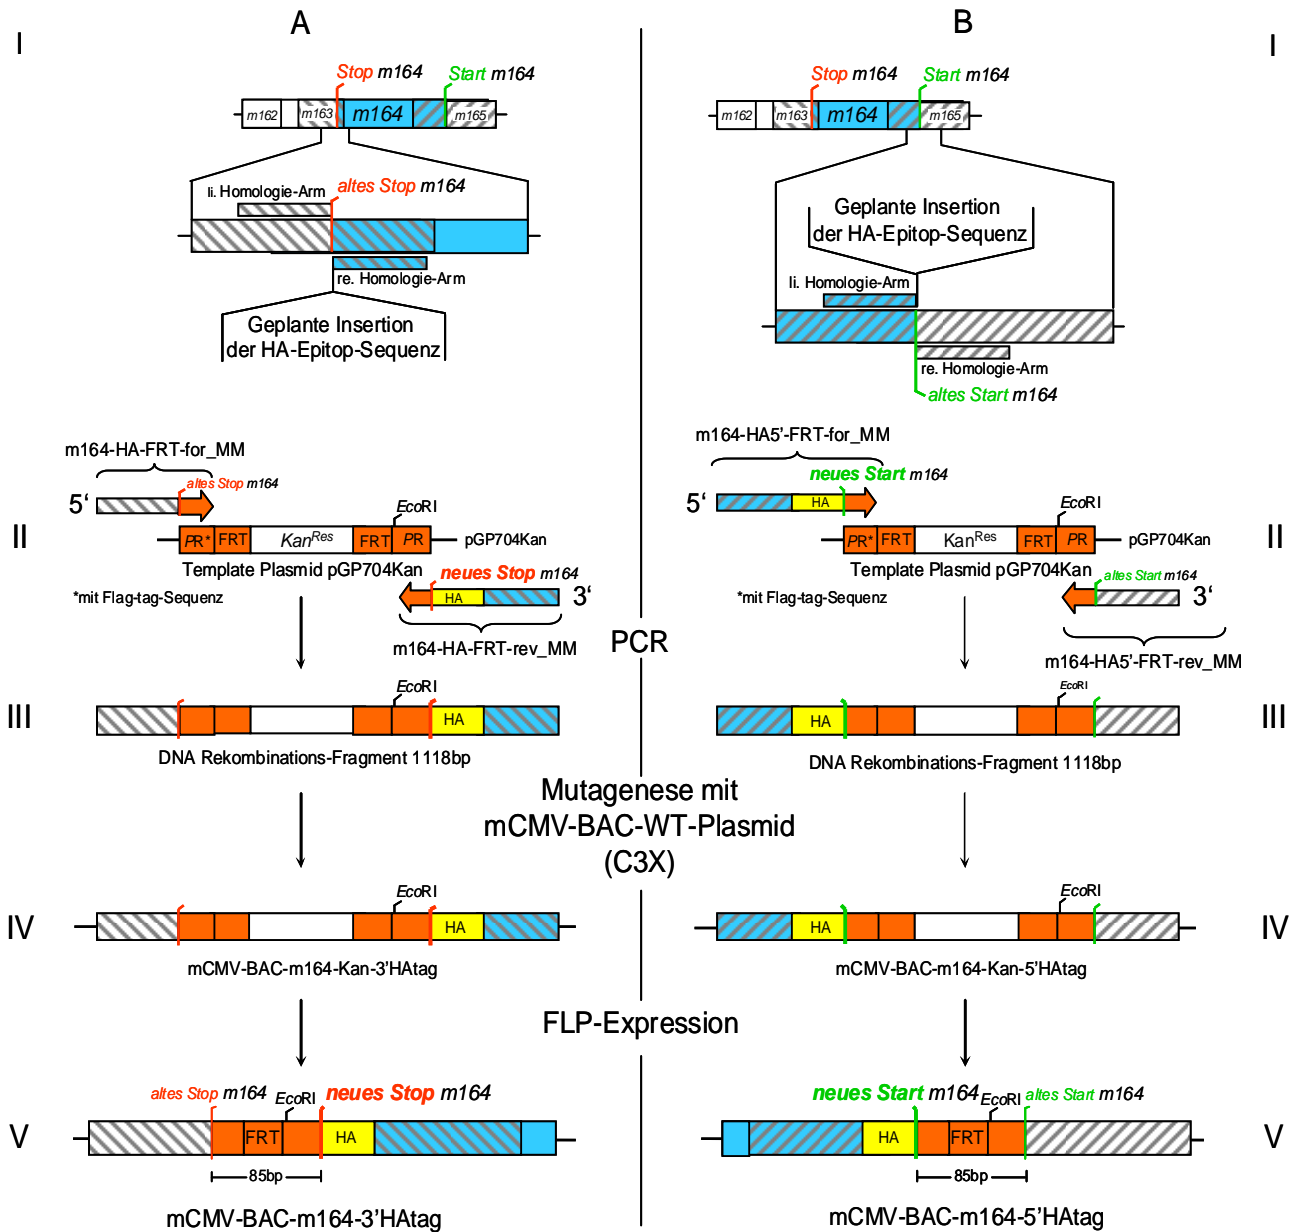 A
B
I
I
Stop m164
Start m164
m162
m163
m164
m165
li. Homologie-Arm
altes Stop m164
re. Homologie-Arm
Geplante Insertion
der HA-Epitop-Sequenz
Stop m164
Start m164
m162
m163
m164
m165
Geplante Insertion
der HA-Epitop-Sequenz
li. Homologie-Arm
re. Homologie-Arm
altes Start m164
II
m164-HA-FRT-for_MM
5‘
altes Stop m164
EcoRI
PR*
FRT
Kan^Res
FRT
PR
pGP704Kan
Template Plasmid pGP704Kan
neues Stop m164
*mit Flag-tag-Sequenz
HA
3‘
m164-HA-FRT-rev_MM
PCR
m164-HA5’-FRT-for_MM
neues Start m164
5‘
HA
EcoRI
II
PR*
FRT
Kan^Res
FRT
PR
pGP704Kan
Template Plasmid pGP704Kan
altes Start m164
*mit Flag-tag-Sequenz
3‘
m164-HA5’-FRT-rev_MM
III
EcoRI
HA
DNA Rekombinations-Fragment 1118bp
EcoRI
HA
III
DNA Rekombinations-Fragment 1118bp
Mutagenese mit
mCMV-BAC-WT-Plasmid
(C3X)
IV
EcoRI
HA
mCMV-BAC-m164-Kan-3’HAtag
EcoRI
HA
IV
mCMV-BAC-m164-Kan-5’HAtag
FLP-Expression
V
altes Stop m164
EcoRI
neues Stop m164
FRT
HA
85bp
mCMV-BAC-m164-3’HAtag
neues Start m164
EcoRI
altes Start m164
HA
FRT
V
85bp
mCMV-BAC-m164-5’HAtag